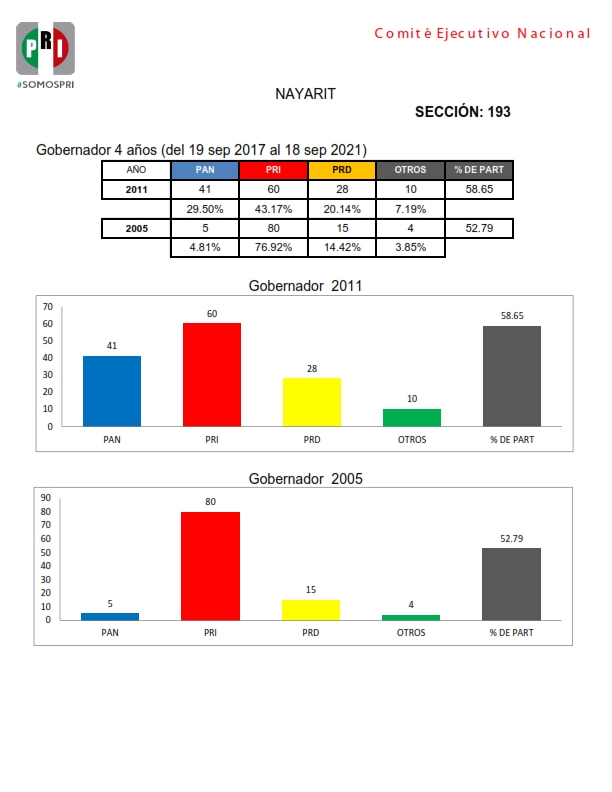 PRI
#SOMOSPRI
Comité Ejecutivo Nacional
NAYARIT
SECCIÓN: 193
Gobernador 4 años (del 19 sep 2017 al 18 sep 2021)
AÑO PAN PRI PRD OTROS % DE PART
2011 41 60 28 10 58.65
29.50% 43.17% 20.14% 7.19%
2005 5 80 15 4 52.79
4.81% 76.92% 14.42% 3.85%
Gobernador 2011
70
60
50
40
30
20
10
0
41
60
28
10
58.65
PAN PRI PRD OTROS % DE PART
Gobernador 2005
90
80
70
60
50
40
30
20
10
0
5
80
15
4
52.79
PAN PRI PRD OTROS % DE PART